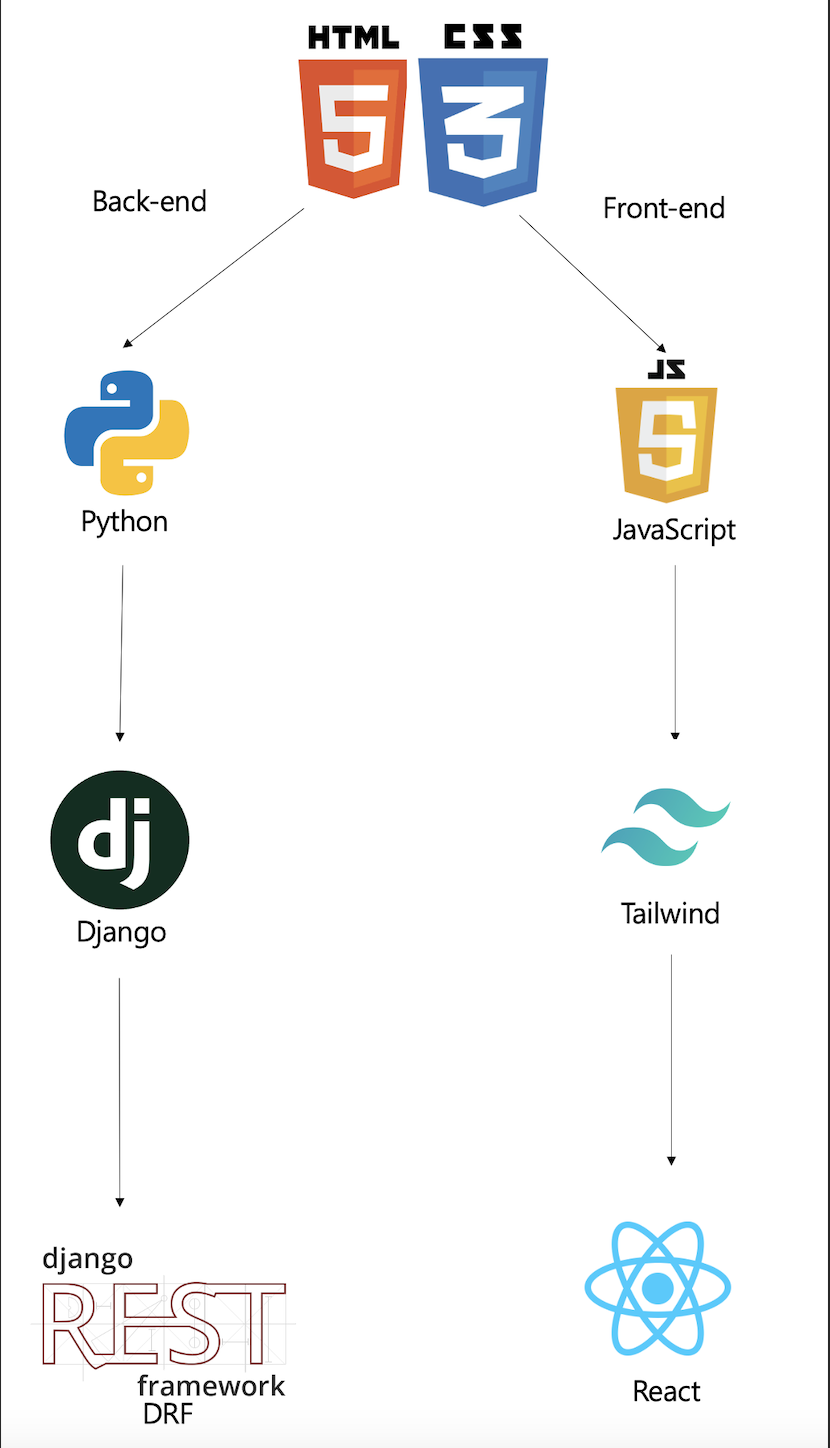 HTML CSS
5 3
Back-end
Front-end
JS
5
Python
JavaScript
dj
Django
Tailwind
django
REST
framework
DRF
React